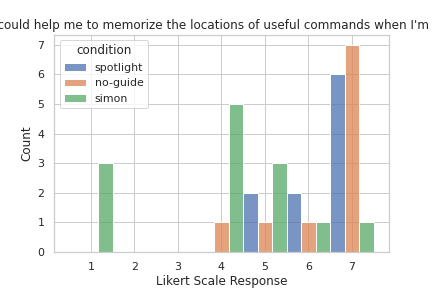 could help me to memorize the locations of useful commands when I'm
condition
spotlight
no-guide
simon
Count
7
6
5
4
3
2
1
0
1 2 3 4 5 6 7
Likert Scale Response